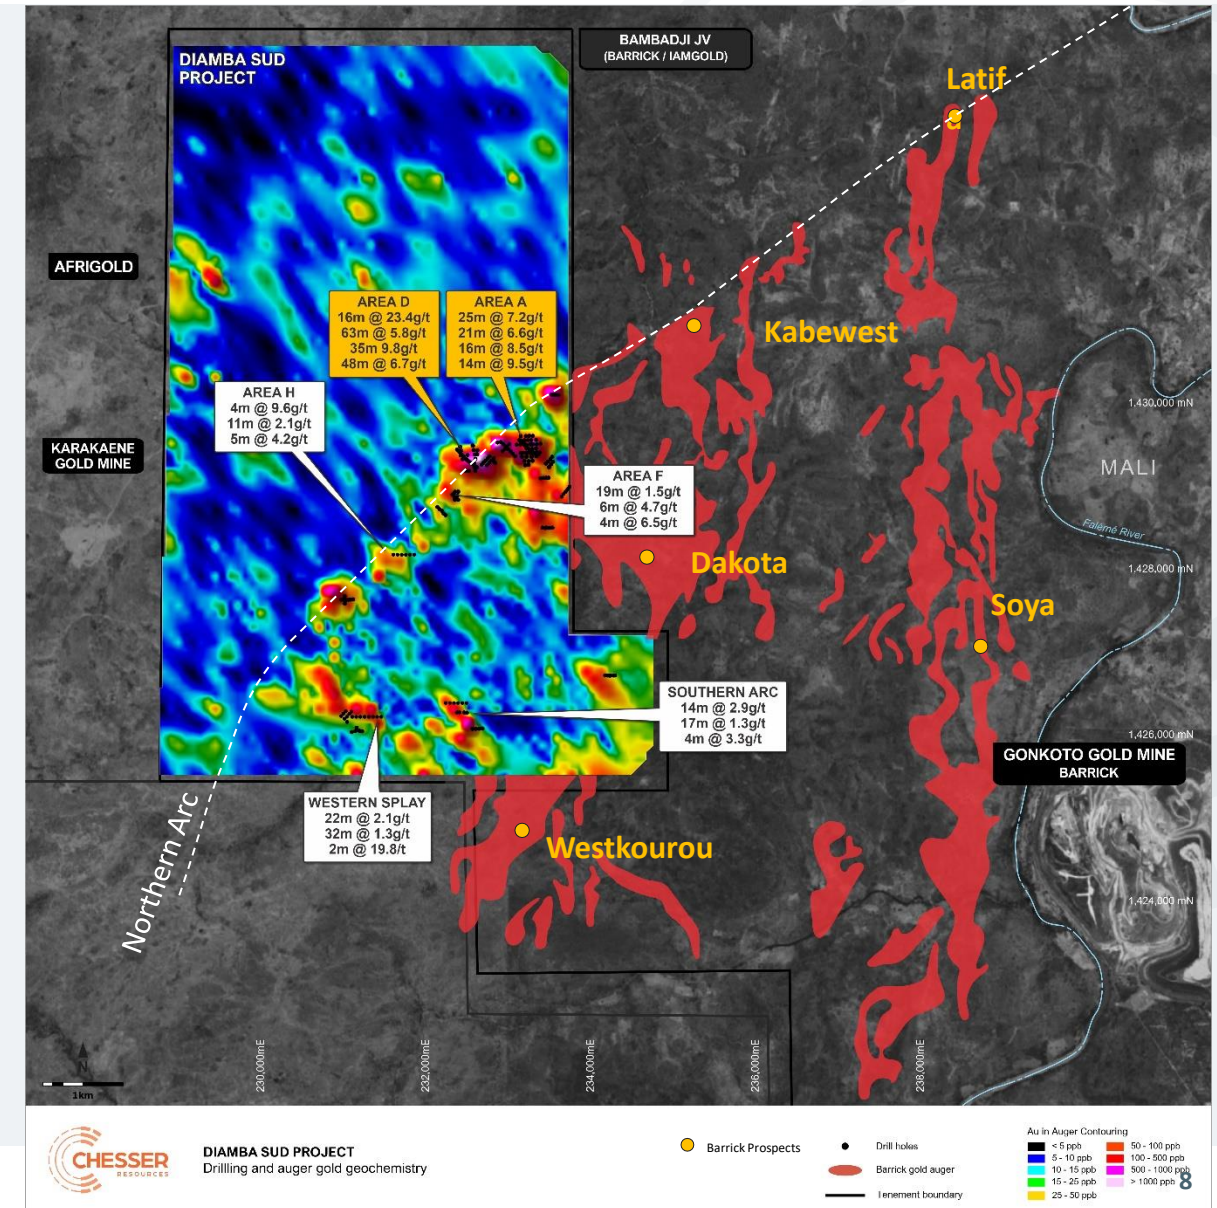 DIAMBA SUD
PROJECT
BAMBADJI JV
(BARRICK / IAMGOLD)
Latif
a
AFRIGOLD
AREA D
16m @ 23.4g/t
63m @ 5.8g/t
35m 9.8g/t
48m @ 6.7g/t
AREA A
25m @ 7.2g/t
21m @ 6.6g/t
16m @ 8.5g/t
14m @ 9.5g/t
Kabewest
AREA H
4m @ 9.6g/t
11m @ 2.1g/t
5m @ 4.2g/t
1,430,000 mN
KARAKAENE
GOLD MINE
MALI
AREA F
19m @ 1.5g/t
6m @ 4.7g/t
4m @ 6.5g/t
Falémé River
Dakota
1,428,000 mN
Soya
SOUTHERN ARC
14m @ 2.9g/t
17m @ 1.3g/t
4m @ 3.3g/t
1,426,000 mN
GONKOTO GOLD MINE
BARRICK
WESTERN SPLAY
22m @ 2.1g/t
32m @ 1.3g/t
2m @ 19.8/t
Westkourou
Northern Arc
1,424,000 mN
230,000mE
232,000mE
234,000mE
236,000mE
238,000mE
N
1km
CHESSER
RESOURCES
DIAMBA SUD PROJECT
Drillling and auger gold geochemistry
Barrick Prospects
Drill holes
Barrick gold auger
Tenement boundary
Au in Auger Contouring
< 5 ppb
5 - 10 ppb
10 - 15 ppb
15 - 25 ppb
25 - 50 ppb
50 - 100 ppb
100 - 500 ppb
500 - 1000 ppb
> 1000 ppb
8